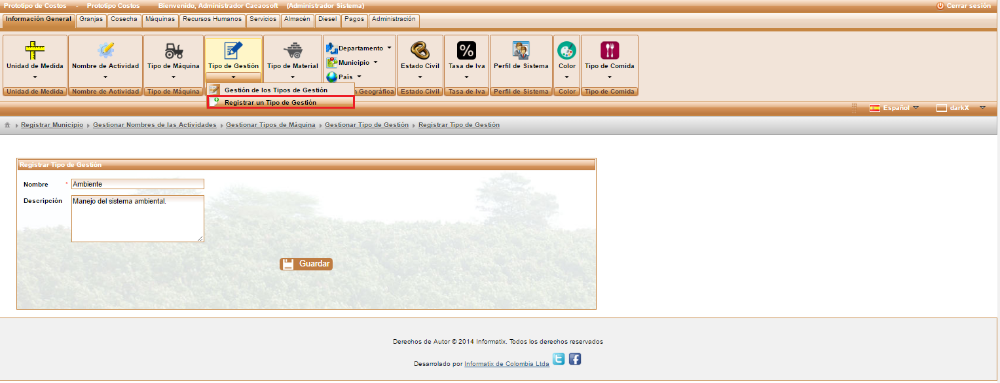 Prototipo de Costos - Prototipo Costos Bienvenido, Administrador Cacaosoft (Administrador Sistema) Cerrar sesión
Información General Granjas Cosecha Máquinas Recursos Humanos Servicios Almacén Diesel Pagos Administración
Departamento
Unidad de Medida Nombre de Actividad Tipo de Máquina Tipo de Gestión Tipo de Material Municipio Estado Civil Tasa de Iva Perfil de Sistema Color Tipo de Comida
País
Unidad de Medida Nombre de Actividad Tipo de Máquina Geográfica Estado Civil Tasa de Iva Perfil de Sistema Color Tipo de Comida
Gestión de los Tipos de Gestión
Registrar un Tipo de Gestión
Español darkX
Registrar Municipio Gestionar Nombres de las Actividades Gestionar Tipos de Máquina Gestionar Tipo de Gestión Registrar Tipo de Gestión
Registrar Tipo de Gestión
Nombre * Ambiente
Descripción Manejo del sistema ambiental.
Guardar
Derechos de Autor © 2014 Informatix. Todos los derechos reservados
Desarrolado por Informatix de Colombia Ltda